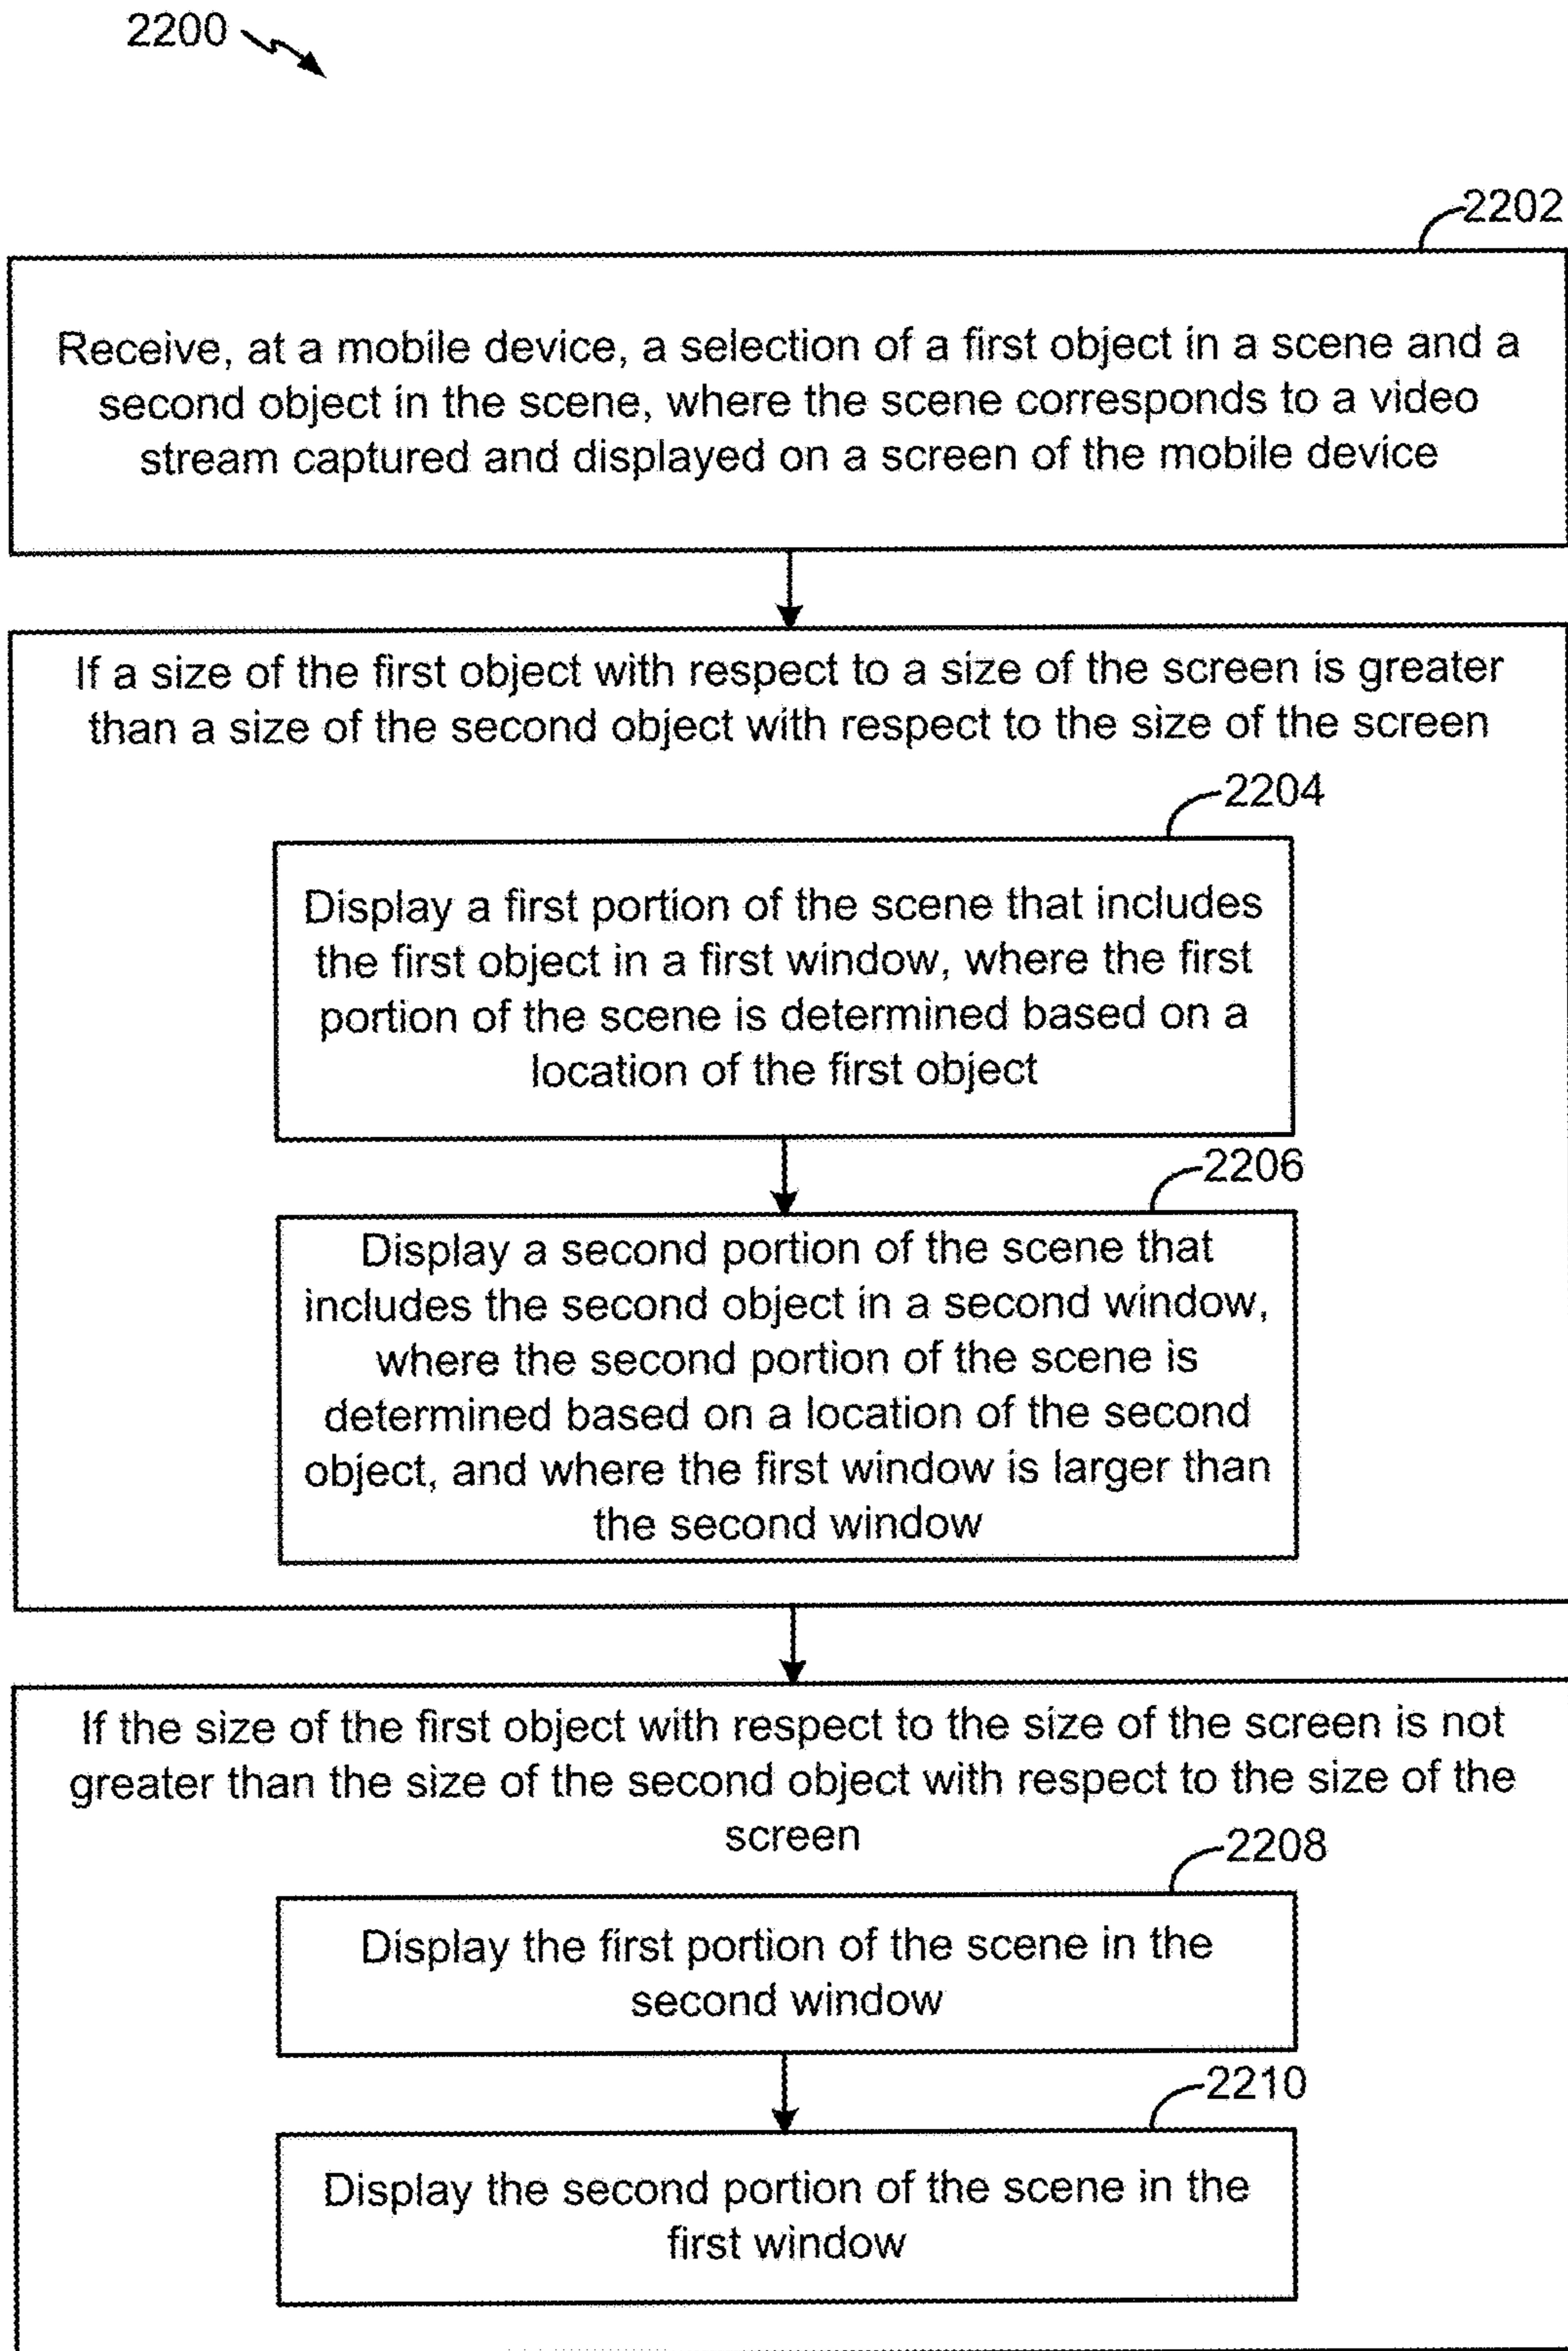 2200
2202
Receive, at a mobile device, a selection of a first object in a scene and a
second object in the scene, where the scene corresponds to a video
stream captured and displayed on a screen of the mobile device
If a size of the first object with respect to a size of the screen is greater
than a size of the second object with respect to the size of the screen
2204
Display a first portion of the scene that includes
the first object in a first window, where the first
portion of the scene is determined based on a
location of the first object
2206
Display a second portion of the scene that
includes the second object in a second window,
where the second portion of the scene is
determined based on a location of the second
object, and where the first window is larger than
the second window
If the size of the first object with respect to the size of the screen is not
greater than the size of the second object with respect to the size of the
screen
2208
Display the first portion of the scene in the
second window
2210
Display the second portion of the scene in the
first window